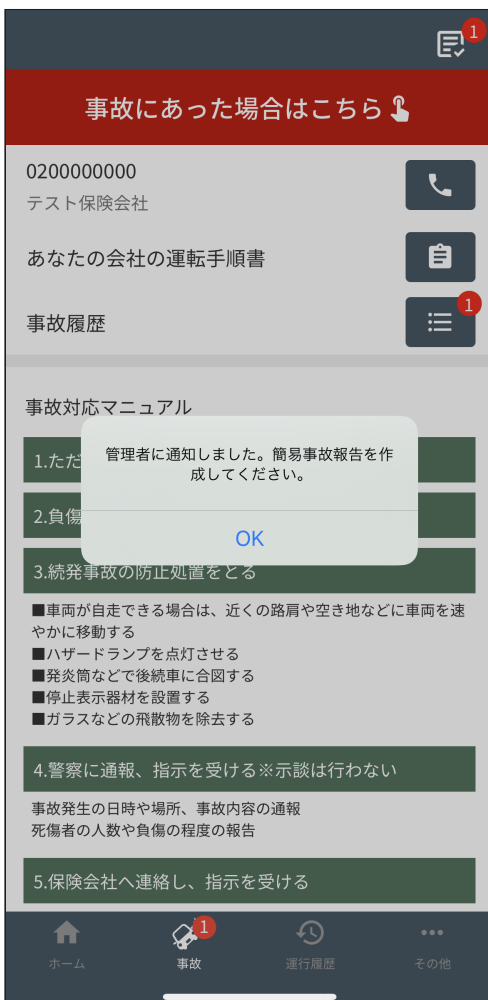 1
事故にあった場合はこちら
0200000000
テスト保険会社
あなたの会社の運転手順書
事故履歴
1
事故対応マニュアル
1.ただ
管理者に通知しました。簡易事故報告を作
成してください。
2.負傷
OK
3.続発事故の防止処置をとる
■車両が自走できる場合は、近くの路肩や空き地などに車両を速
やかに移動する
■ハザードランプを点灯させる
■発炎筒などで後続車に合図する
■停止表示器材を設置する
■ガラスなどの飛散物を除去する
4.警察に通報、指示を受ける※示談は行わない
事故発生の日時や場所、事故内容の通報
死傷者の人数や負傷の程度の報告
5.保険会社へ連絡し、指示を受ける
1
ホーム
事故
運行履歴
その他